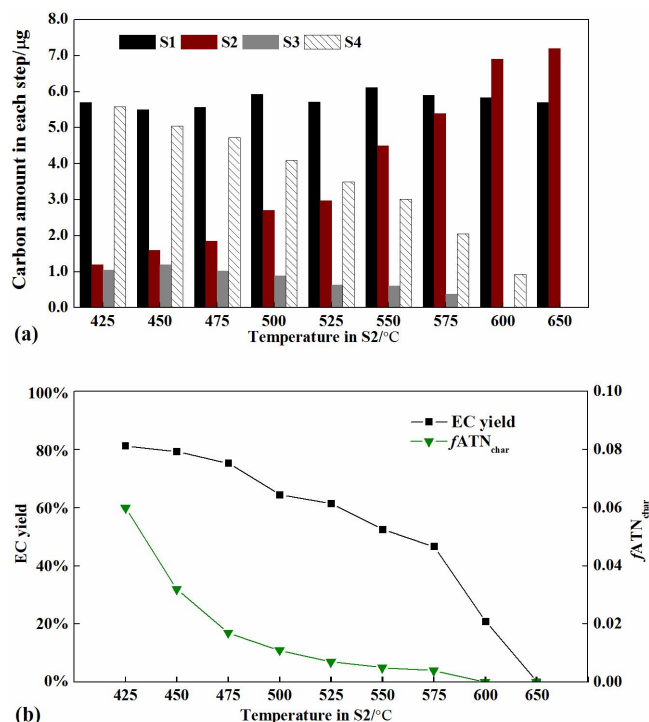 8.0
7.0
6.0
5.0
4.0
3.0
2.0
1.0
0.0
Carbon amount in each step/μg
S1 S2 S3 S4
425 450 475 500 525 550 575 600 650
Temperature in S2/°C
(a)
100%
80%
60%
40%
20%
0%
EC yield
EC yield
fATNchar
0.10
0.08
0.06
0.04
0.02
0.00
fATNchar
425 450 475 500 525 550 575 600 650
Temperature in S2/°C
(b)